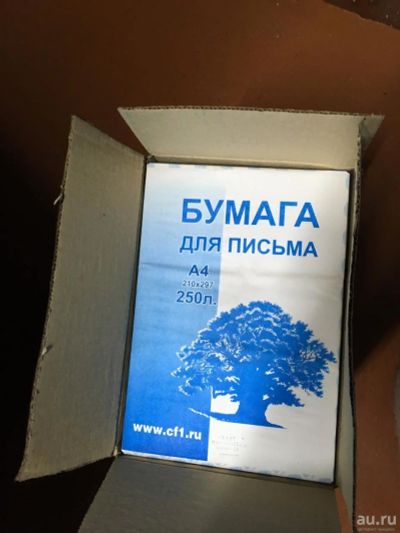 БУМАГА
ДЛЯ ПИСЬМА
А4
210x297
250л.
www.cf1.ru
au.ru